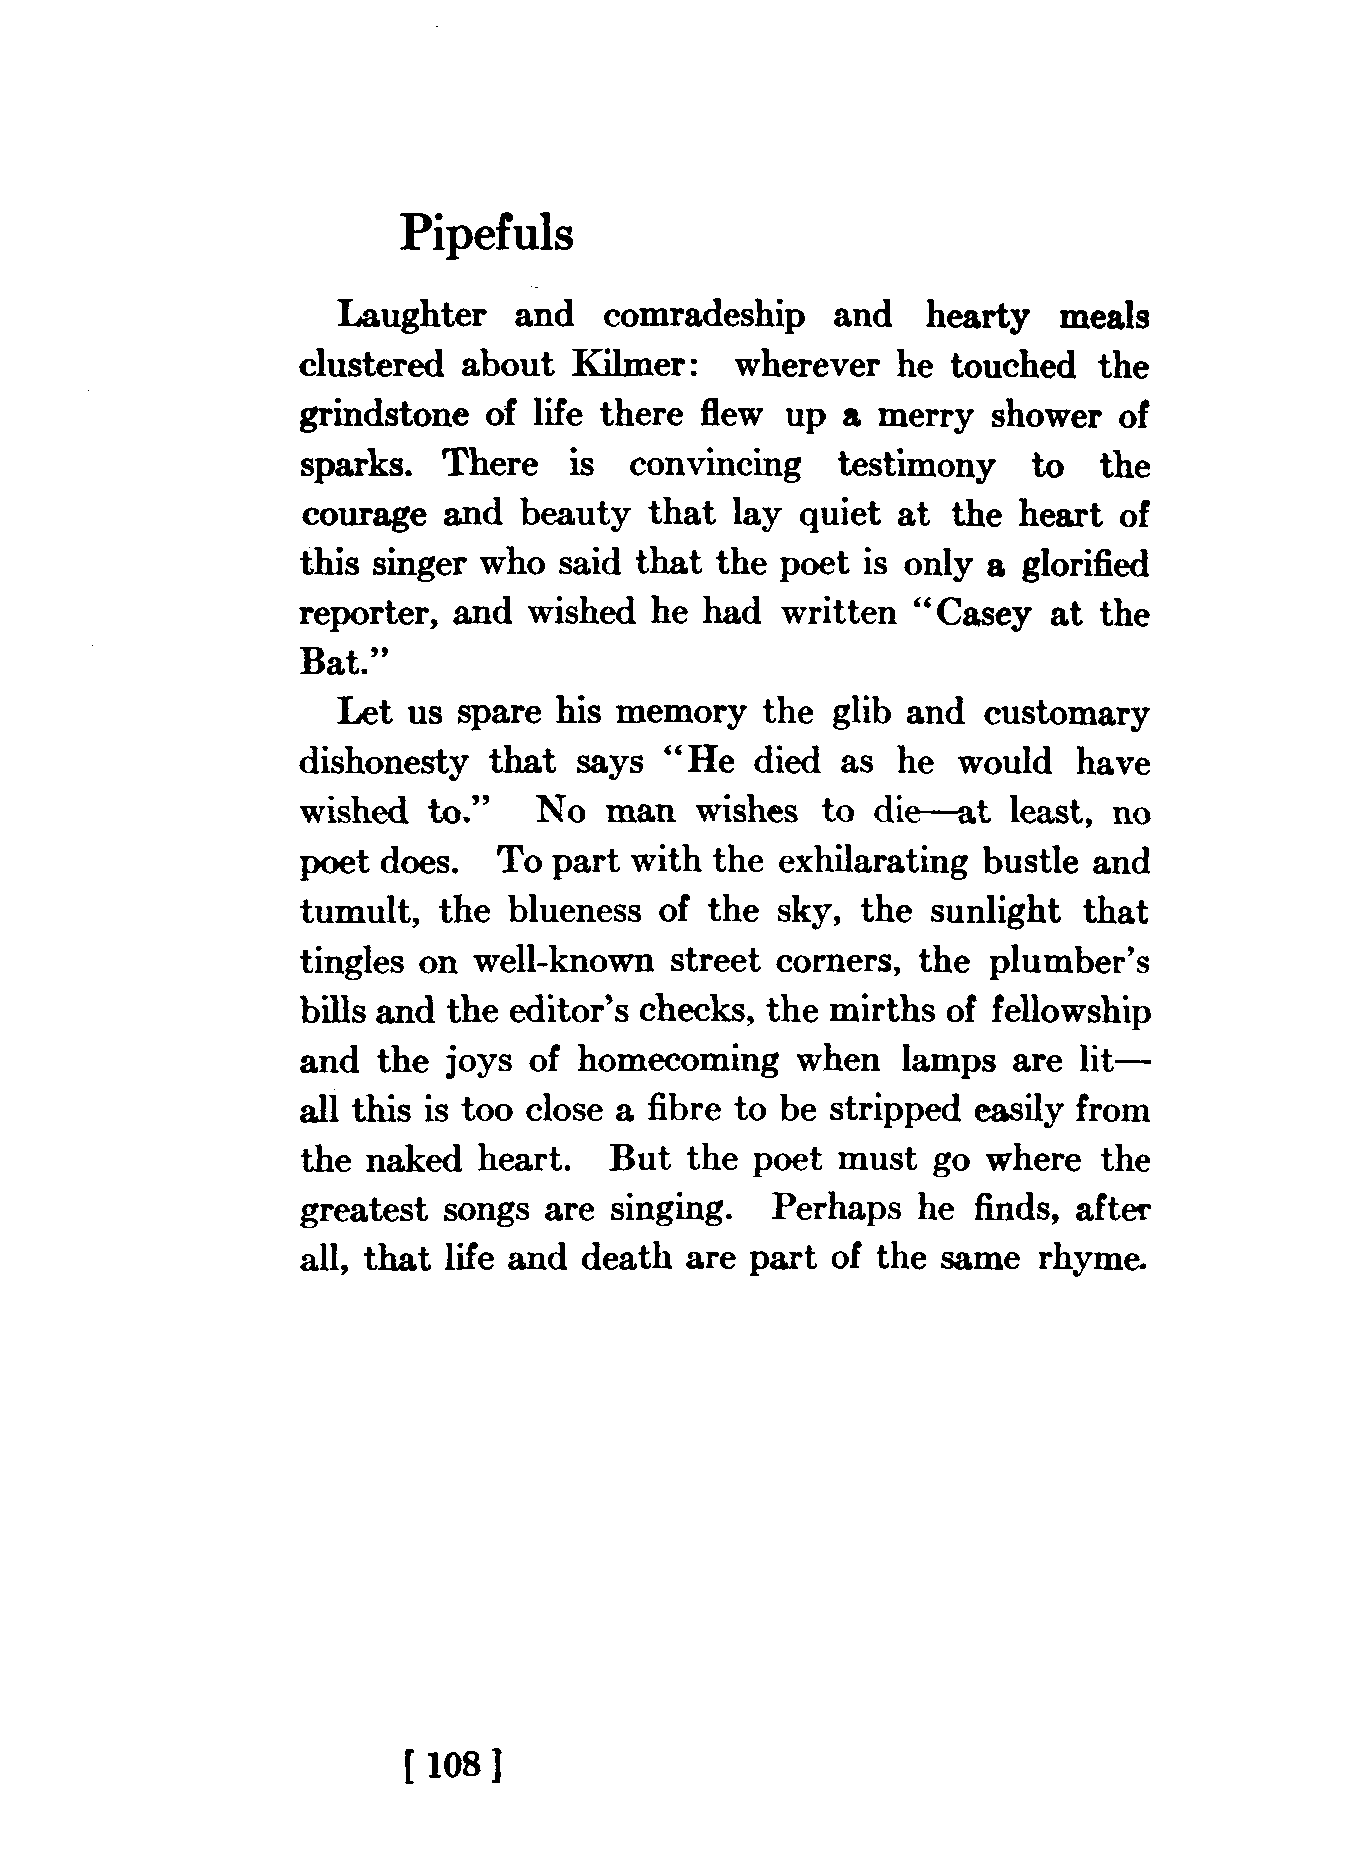 Pipefuls
Laughter and comradeship and hearty meals
clustered about Kilmer: wherever he touched the
grindstone of life there flew up a merry shower of
sparks. There is convincing testimony to the
courage and beauty that lay quiet at the heart of
this singer who said that the poet is only a glorified
reporter, and wished he had written “Casey at the
Bat.”
Let us spare his memory the glib and customary
dishonesty that says “He died as he would have
wished to.” No man wishes to die—at least, no
poet does. To part with the exhilarating bustle and
tumult, the blueness of the sky, the sunlight that
tingles on well-known street corners, the plumber’s
bills and the editor’s checks, the mirths of fellowship
and the joys of homecoming when lamps are lit—
all this is too close a fibre to be stripped easily from
the naked heart. But the poet must go where the
greatest songs are singing. Perhaps he finds, after
all, that life and death are part of the same rhyme.
[ 108 ]